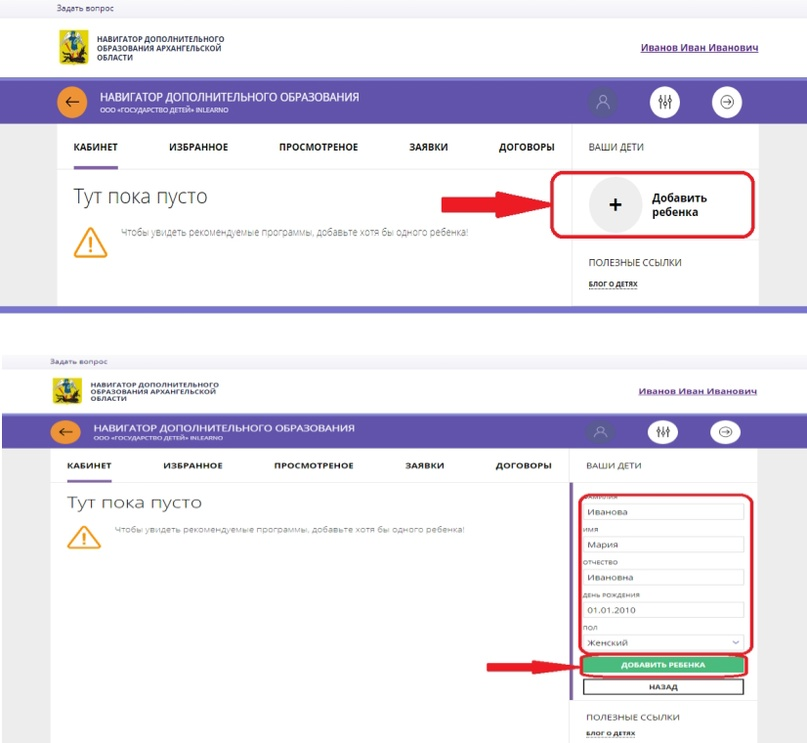 Задать вопрос
НАВИГАТОР ДОПОЛНИТЕЛЬНОГО
ОБРАЗОВАНИЯ АРХАНГЕЛЬСКОЙ
ОБЛАСТИ
Иванов Иван Иванович
НАВИГАТОР ДОПОЛНИТЕЛЬНОГО ОБРАЗОВАНИЯ
ООО «ГОСУДАРСТВО ДЕТЕЙ» INLEARNO
КАБИНЕТ ИЗБРАННОЕ ПРОСМОТРЕНОЕ ЗАЯВКИ ДОГОВОРЫ
ВАШИ ДЕТИ
Тут пока пусто
Чтобы увидеть рекомендуемые программы, добавьте хотя бы одного ребенка!
+ Добавить
ребенка
ПОЛЕЗНЫЕ ССЫЛКИ
БЛОГ О ДЕТЯХ
Задать вопрос
НАВИГАТОР ДОПОЛНИТЕЛЬНОГО
ОБРАЗОВАНИЯ АРХАНГЕЛЬСКОЙ
ОБЛАСТИ
Иванов Иван Иванович
НАВИГАТОР ДОПОЛНИТЕЛЬНОГО ОБРАЗОВАНИЯ
ООО «ГОСУДАРСТВО ДЕТЕЙ» INLEARNO
КАБИНЕТ ИЗБРАННОЕ ПРОСМОТРЕНОЕ ЗАЯВКИ ДОГОВОРЫ
ВАШИ ДЕТИ
Тут пока пусто
Чтобы увидеть рекомендуемые программы, добавьте хотя бы одного ребенка!
ФАМИЛИЯ
Иванова
ИМЯ
Мария
ОТЧЕСТВО
Ивановна
ДЕНЬ РОЖДЕНИЯ
01.01.2010
ПОЛ
Женский
ДОБАВИТЬ РЕБЕНКА
НАЗАД
ПОЛЕЗНЫЕ ССЫЛКИ
БЛОГ О ДЕТЯХ